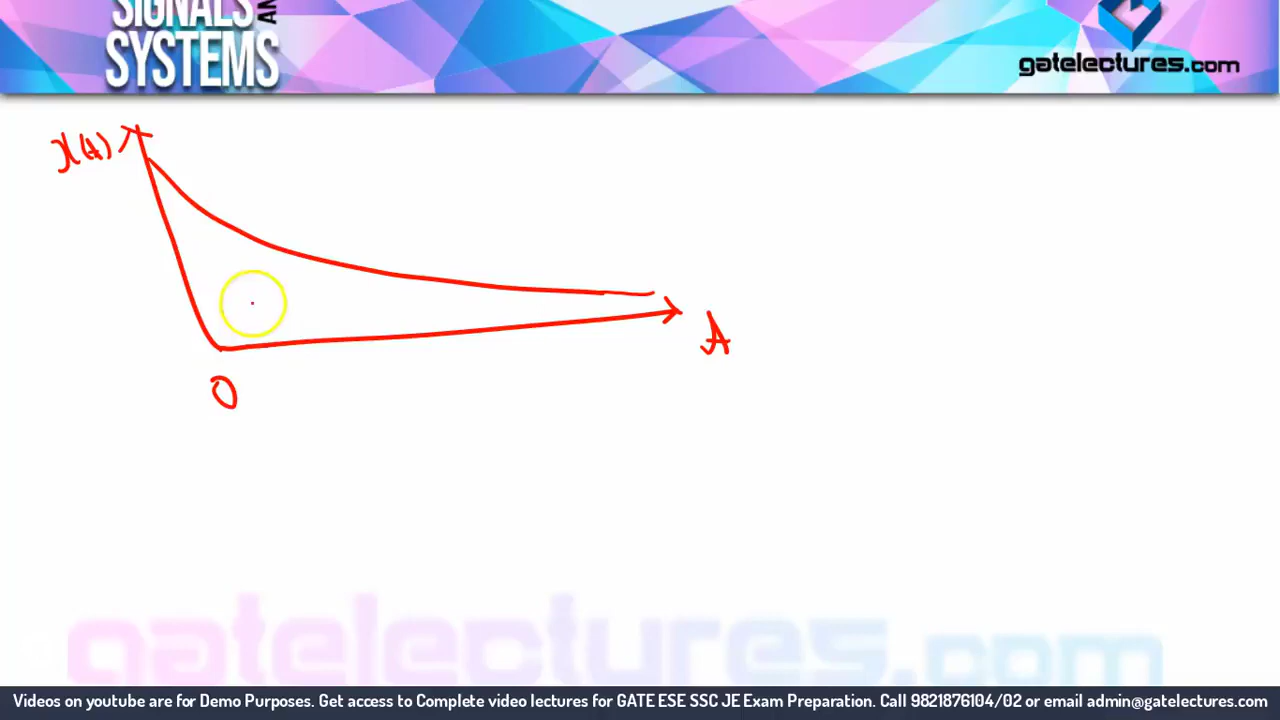 SIGNALS AND
SYSTEMS
gatelectures.com
x(t)
t
0
gatelectures.com
Videos on youtube are for Demo Purposes. Get access to Complete video lectures for GATE ESE SSC JE Exam Preparation. Call 9821876104/02 or email admin@gatelectures.com